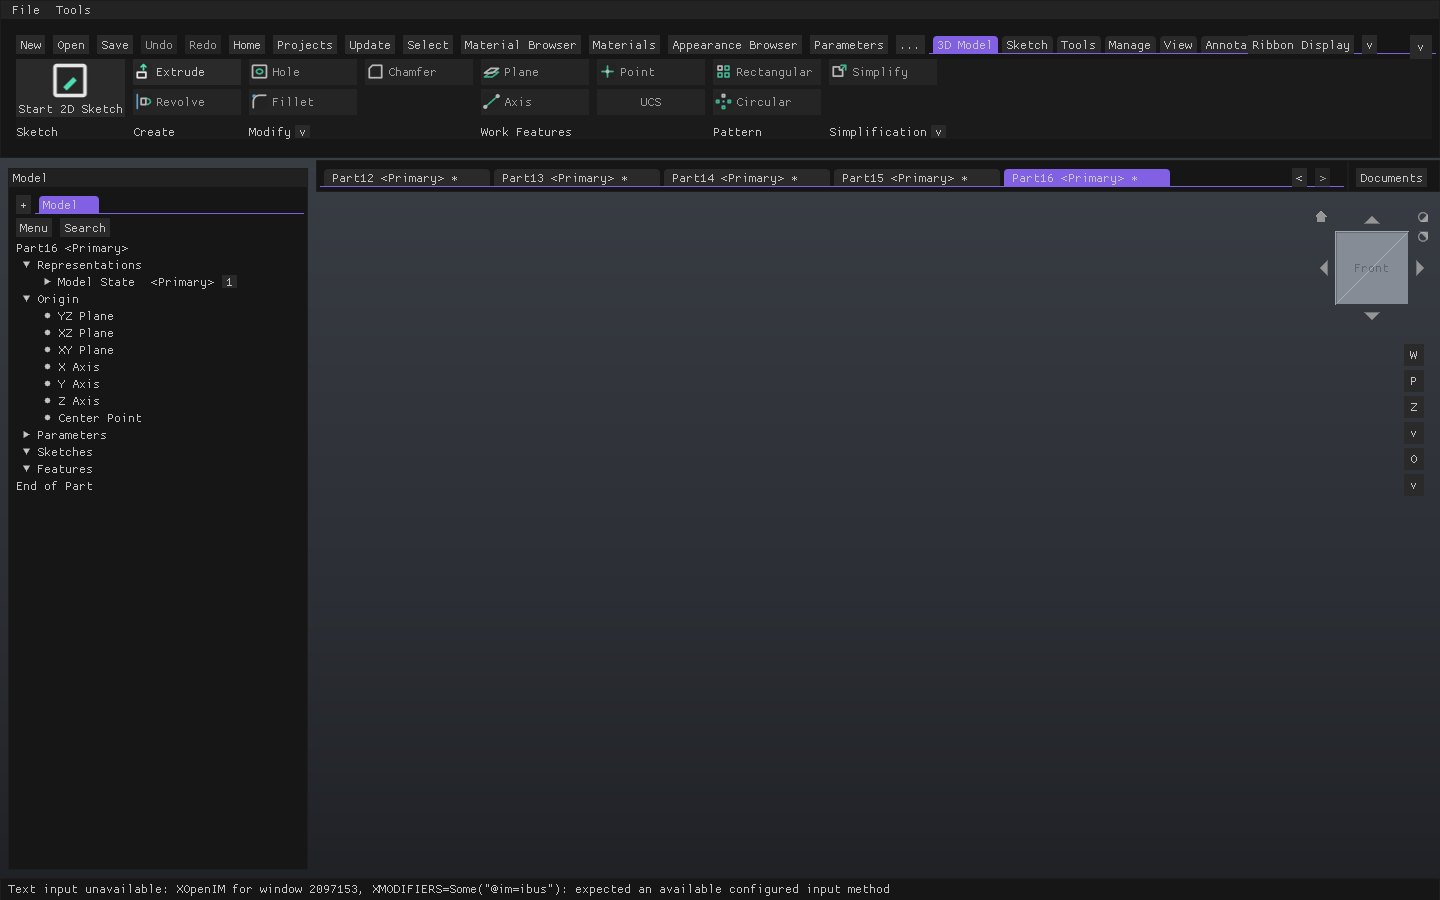 File Tools
New Open Save Undo Redo Home Projects Update Select Material Browser Materials Appearance Browser Parameters ... 3D Model Sketch Tools Manage View Annota Ribbon Display v v
Start 2D Sketch
Extrude Hole Chamfer Plane Point Rectangular Simplify
Revolve Fillet Axis UCS Circular
Sketch Create Modify v Work Features Pattern Simplification v
Model
Part12 <Primary> * Part13 <Primary> * Part14 <Primary> * Part15 <Primary> * Part16 <Primary> * < > Documents
+ Model
Menu Search
Part16 <Primary>
Representations
Model State <Primary> 1
Origin
YZ Plane
XZ Plane
XY Plane
X Axis
Y Axis
Z Axis
Center Point
Parameters
Sketches
Features
End of Part
Front
W
P
Z
v
O
v
Text input unavailable: XOpenIM for window 2097153, XMODIFIERS=Some("@im=ibus"): expected an available configured input method